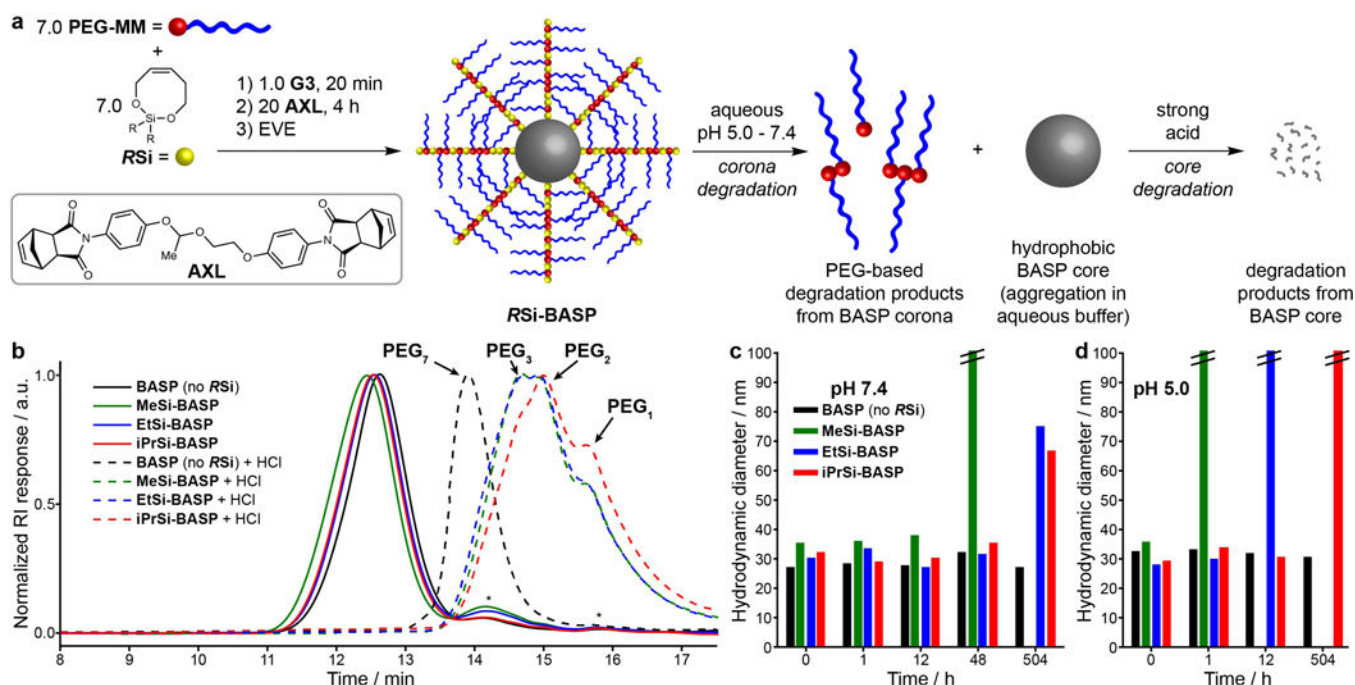 a
7.0 PEG-MM =
+
7.0
O
Si
O
R
R
RSi =
1) 1.0 G3, 20 min
2) 20 AXL, 4 h
3) EVE
O
N
O
O
O
Me
O
O
N
O
AXL
RSi-BASP
aqueous
pH 5.0 - 7.4
corona
degradation
PEG-based
degradation products
from BASP corona
+
hydrophobic
BASP core
(aggregation in
aqueous buffer)
strong
acid
core
degradation
degradation
products from
BASP core
b
Normalized RI response / a.u.
1.0
0.5
0.0
BASP (no RSi)
MeSi-BASP
EtSi-BASP
iPrSi-BASP
BASP (no RSi) + HCl
MeSi-BASP + HCl
EtSi-BASP + HCl
iPrSi-BASP + HCl
PEG₇
PEG₃
PEG₂
PEG₁
*
*
8 9 10 11 12 13 14 15 16 17
Time / min
c
pH 7.4
Hydrodynamic diameter / nm
100
90
80
70
60
50
40
30
20
10
0
BASP (no RSi)
MeSi-BASP
EtSi-BASP
iPrSi-BASP
0 1 12 48 504
Time / h
d
pH 5.0
Hydrodynamic diameter / nm
100
90
80
70
60
50
40
30
20
10
0
0 1 12 504
Time / h